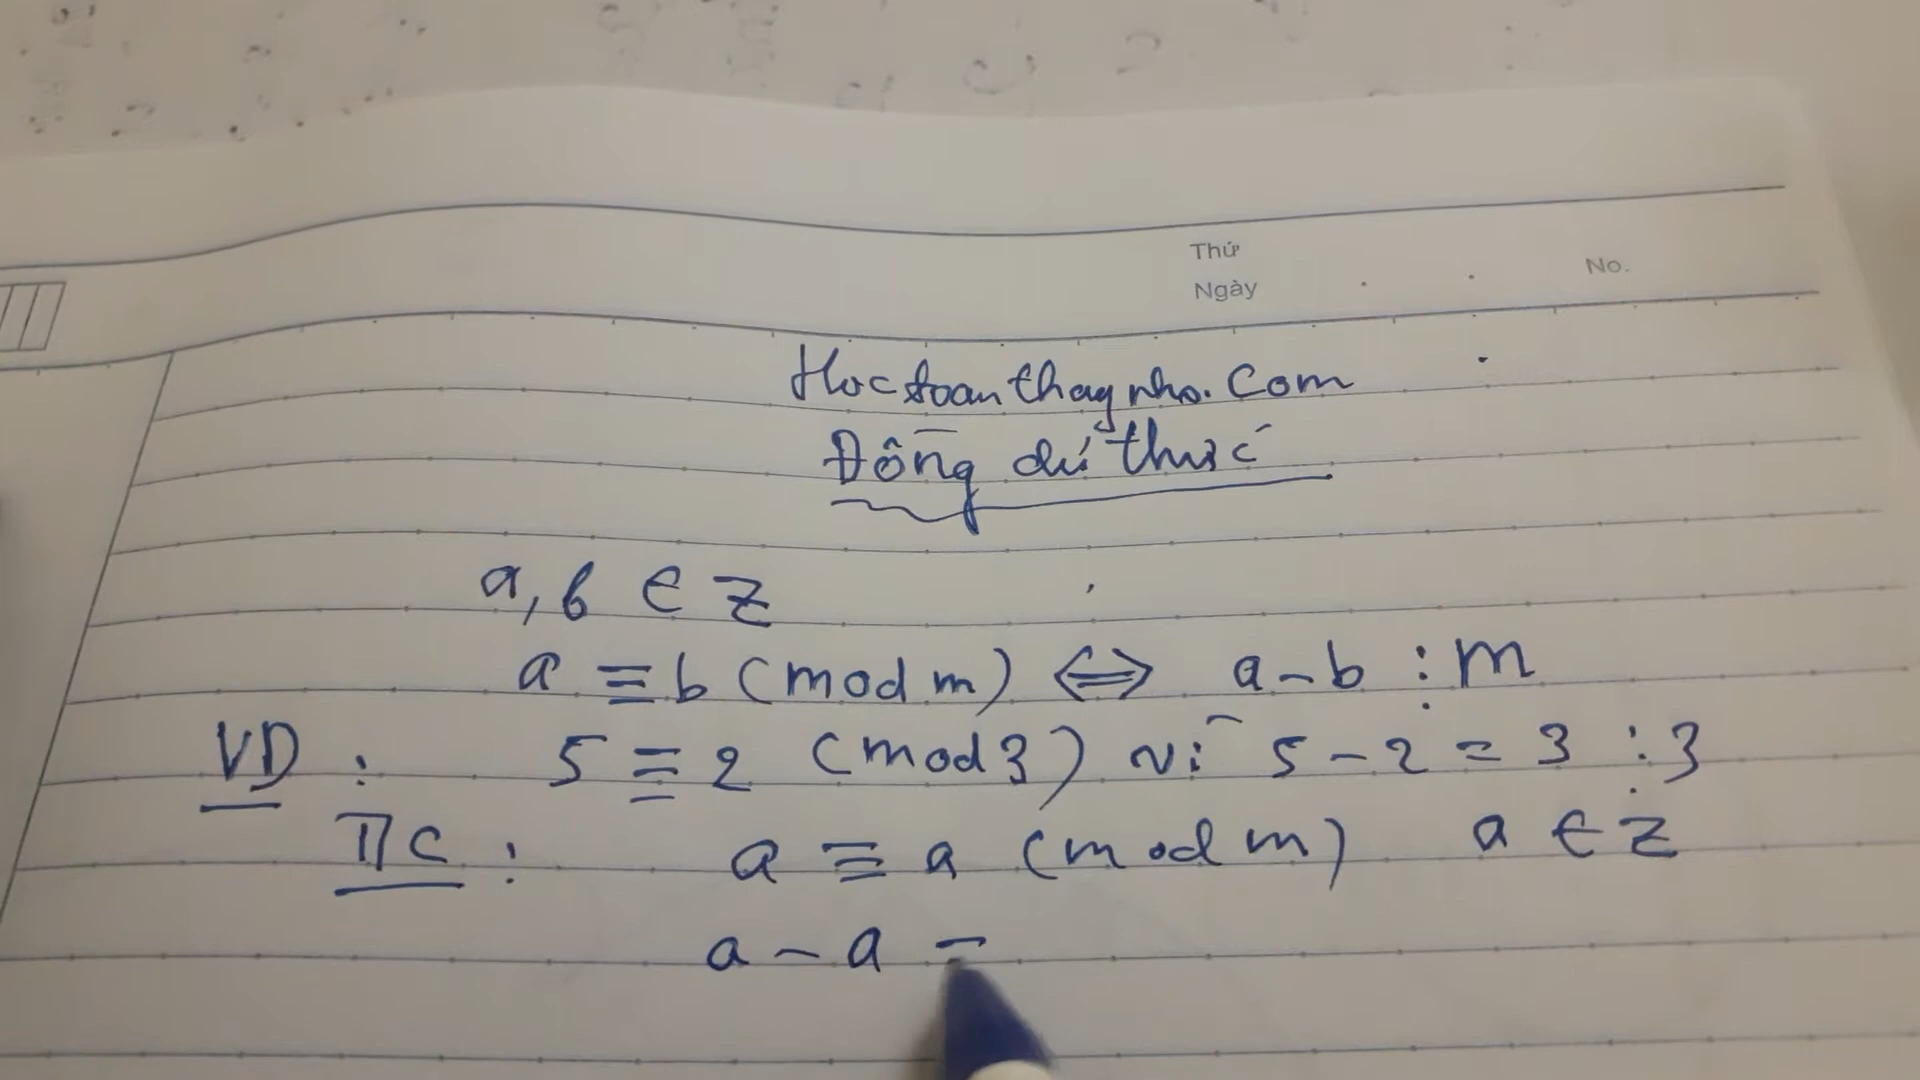 Thứ
Ngày
No.
Hoctoanthaynho.Com
Đồng dư thức
a, b ∈ Z
a ≡ b (mod m) ⇔ a - b ⋮ m
VD : 5 ≡ 2 (mod 3) vì 5 - 2 = 3 ⋮ 3
TC : a ≡ a (mod m) a ∈ Z
a - a -